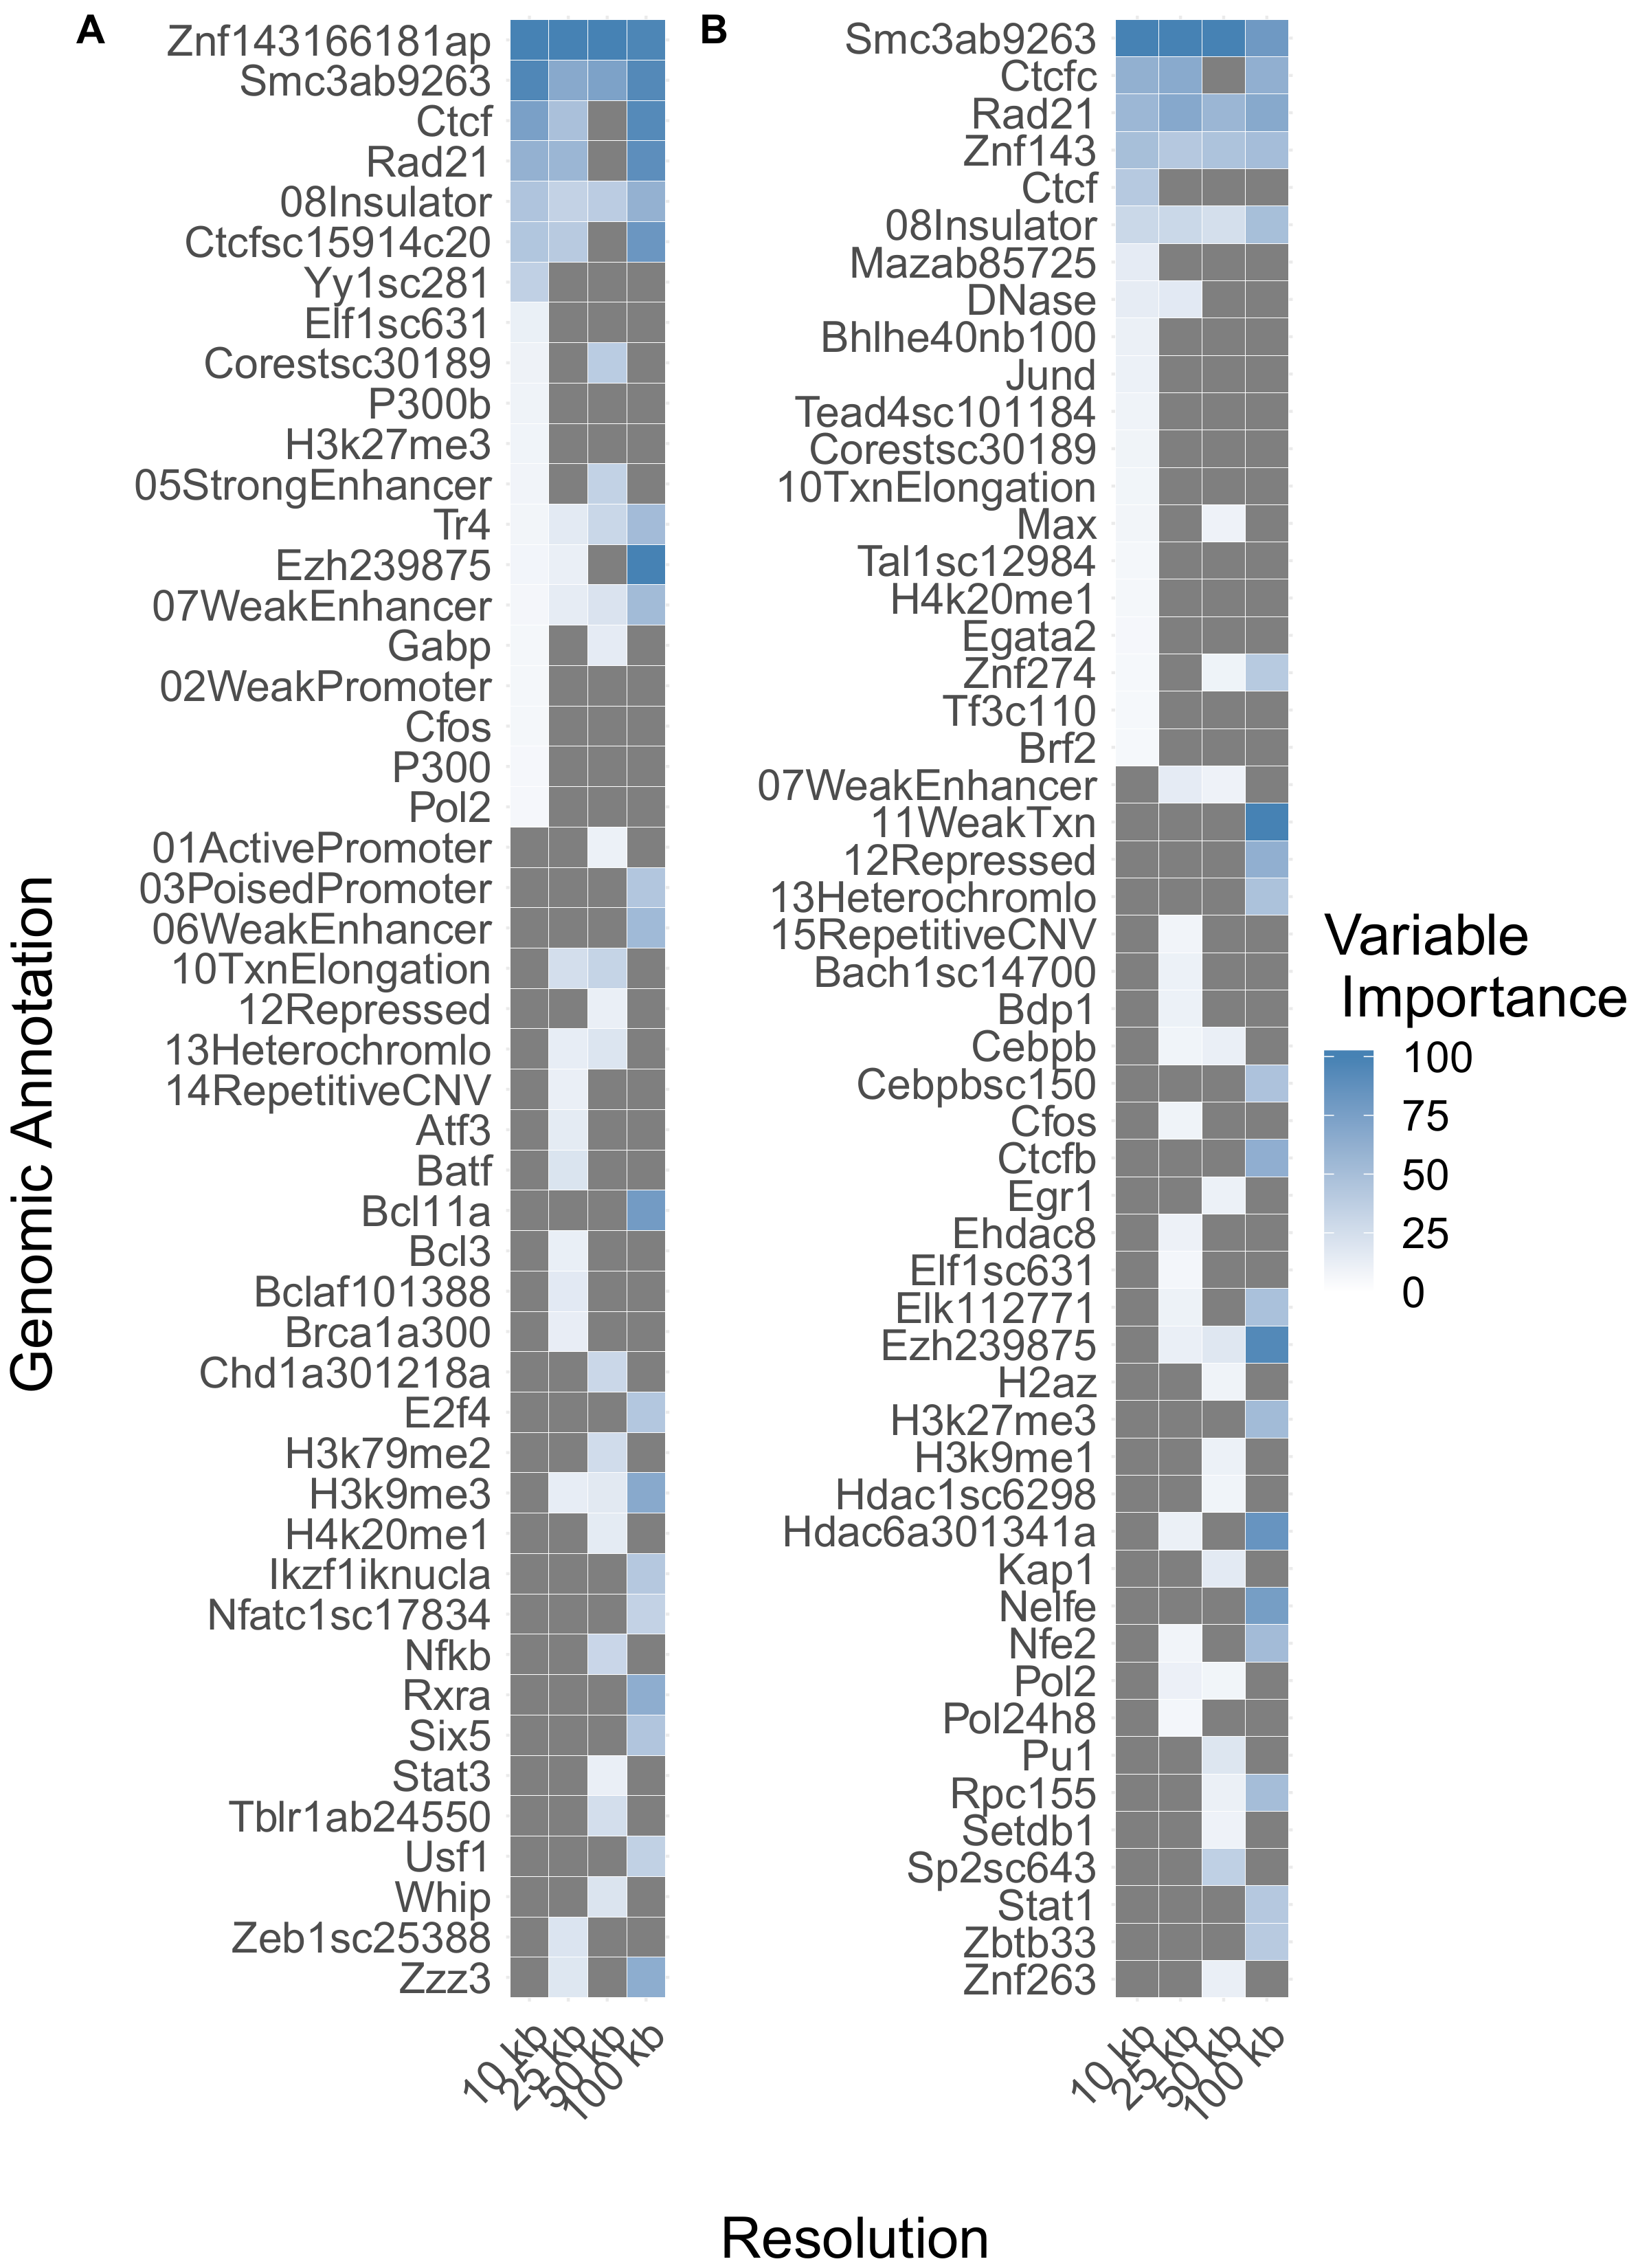 A
Znf143166181ap
Smc3ab9263
Ctcf
Rad21
08Insulator
Ctcfsc15914c20
Yy1sc281
Elf1sc631
Corestsc30189
P300b
H3k27me3
05StrongEnhancer
Tr4
Ezh239875
07WeakEnhancer
Gabp
02WeakPromoter
Cfos
P300
Pol2
01ActivePromoter
03PoisedPromoter
06WeakEnhancer
10TxnElongation
12Repressed
13Heterochromlo
14RepetitiveCNV
Atf3
Batf
Bcl11a
Bcl3
Bclaf101388
Brca1a300
Chd1a301218a
E2f4
H3k79me2
H3k9me3
H4k20me1
Ikzf1iknucla
Nfatc1sc17834
Nfkb
Rxra
Six5
Stat3
Tblr1ab24550
Usf1
Whip
Zeb1sc25388
Zzz3
10 kb
25 kb
50 kb
100 kb
B
Smc3ab9263
Ctcfc
Rad21
Znf143
Ctcf
08Insulator
Mazab85725
DNase
Bhlhe40nb100
Jund
Tead4sc101184
Corestsc30189
10TxnElongation
Max
Tal1sc12984
H4k20me1
Egata2
Znf274
Tf3c110
Brf2
07WeakEnhancer
11WeakTxn
12Repressed
13Heterochromlo
15RepetitiveCNV
Bach1sc14700
Bdp1
Cebpb
Cebpbsc150
Cfos
Ctcfb
Egr1
Ehdac8
Elf1sc631
Elk112771
Ezh239875
H2az
H3k27me3
H3k9me1
Hdac1sc6298
Hdac6a301341a
Kap1
Nelfe
Nfe2
Pol2
Pol24h8
Pu1
Rpc155
Setdb1
Sp2sc643
Stat1
Zbtb33
Znf263
10 kb
25 kb
50 kb
100 kb
Genomic Annotation
Resolution
Variable
Importance
100
75
50
25
0